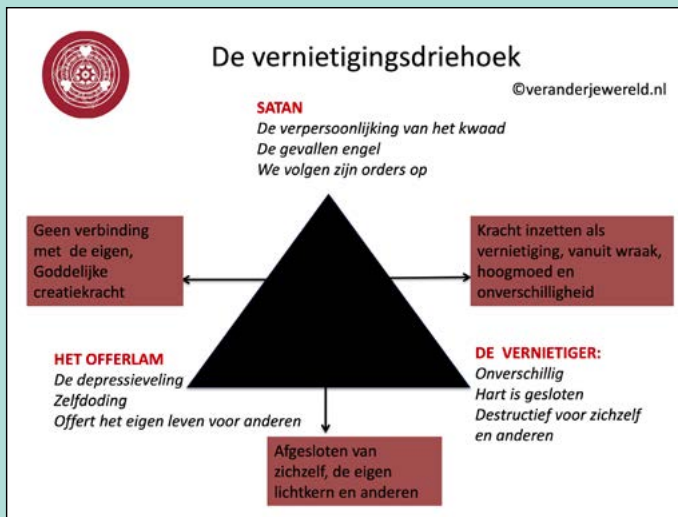 De vernietigingsdriehoek
©veranderjewereld.nl
SATAN
De verpersoonlijking van het kwaad
De gevallen engel
We volgen zijn orders op
Geen verbinding
met de eigen,
Goddelijke
creatiekracht
Kracht inzetten als
vernietiging, vanuit wraak,
hoogmoed en
onverschilligheid
HET OFFERLAM
De depressieveling
Zelfdoding
Offert het eigen leven voor anderen
DE VERNIETIGER:
Onverschillig
Hart is gesloten
Destructief voor zichzelf
en anderen
Afgesloten van
zichzelf, de eigen
lichtkern en anderen